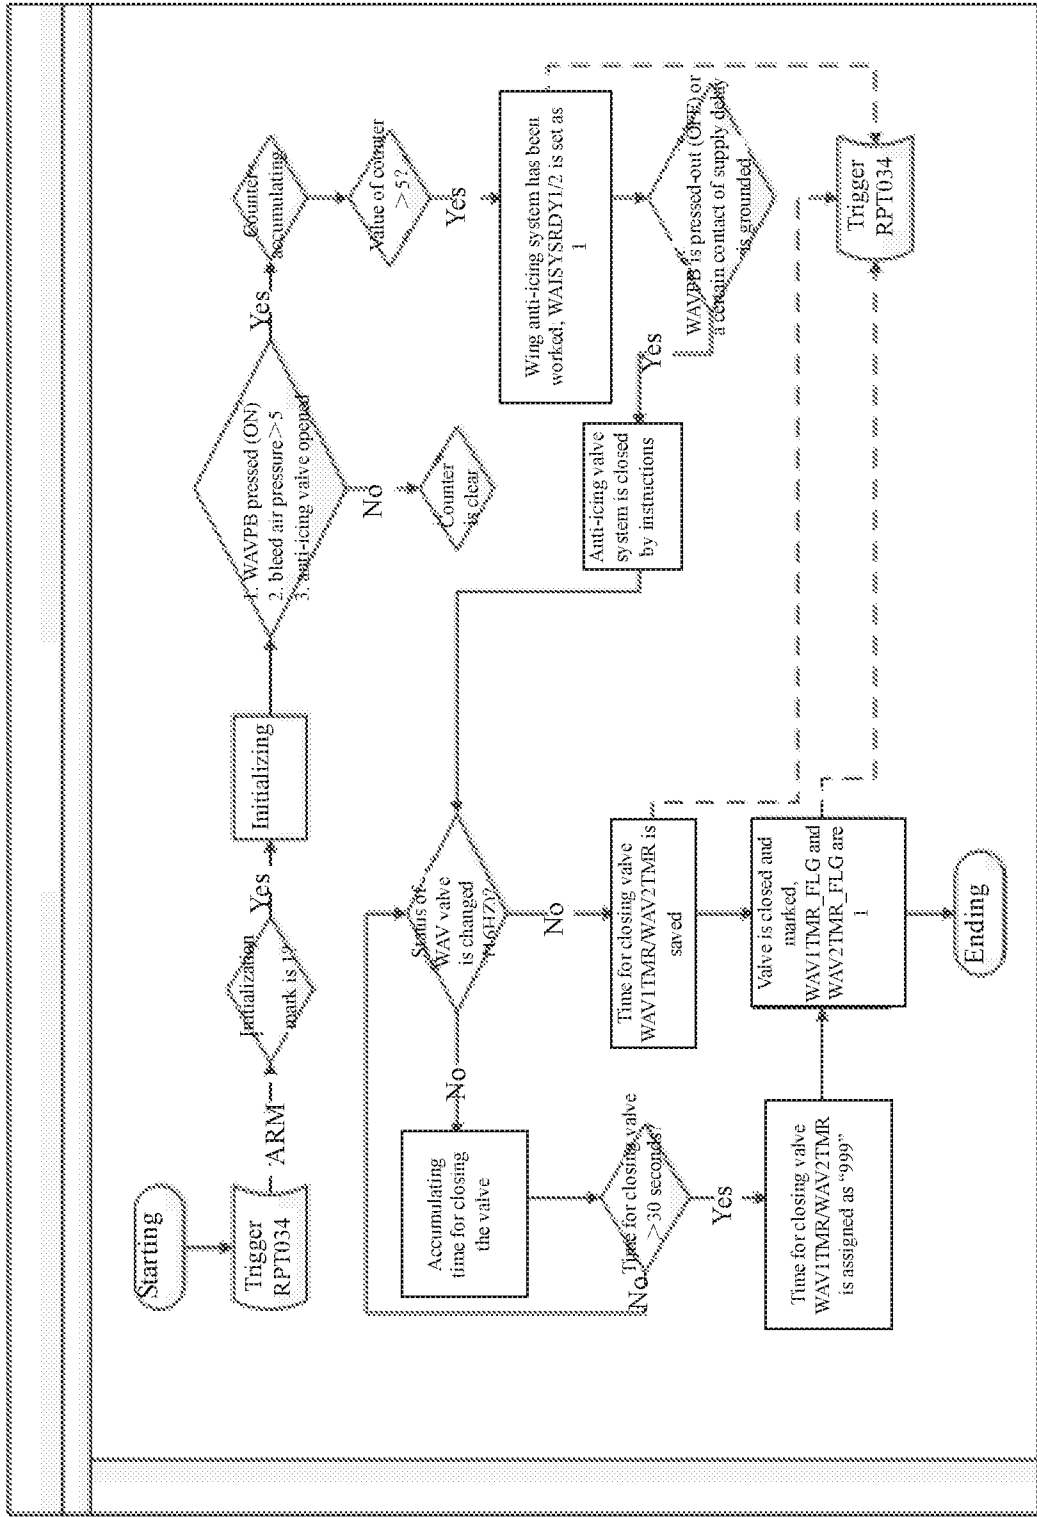 Starting
Trigger
RPT034
ARM
Initialization
mark is 1?
Yes
Initializing
1. WAVPB pressed (ON)
2. bleed air pressure>5
3. anti-icing valve opened
Yes
Counter
accumulating
No
Counter
is clear
Value of counter
>5?
Yes
Wing anti-icing system has been
worked, WAISYSRDY1/2 is set as
1
WAVPB is pressed-out (OFF) or
a certain contact of supply delay
is grounded
Yes
Anti-icing valve
system is closed
by instructions
Status of
WAV valve
is changed
No
Accumulating
time for closing
the valve
Time for closing valve
>30 seconds?
No
Yes
Time for closing valve
WAV1TMR/WAV2TMR
is assigned as “999”
No
Time for closing valve
WAV1TMR/WAV2TMR is
saved
Valve is closed and
marked,
WAV1TMR_FLG and
WAV2TMR_FLG are
1
Trigger
RPT034
Ending